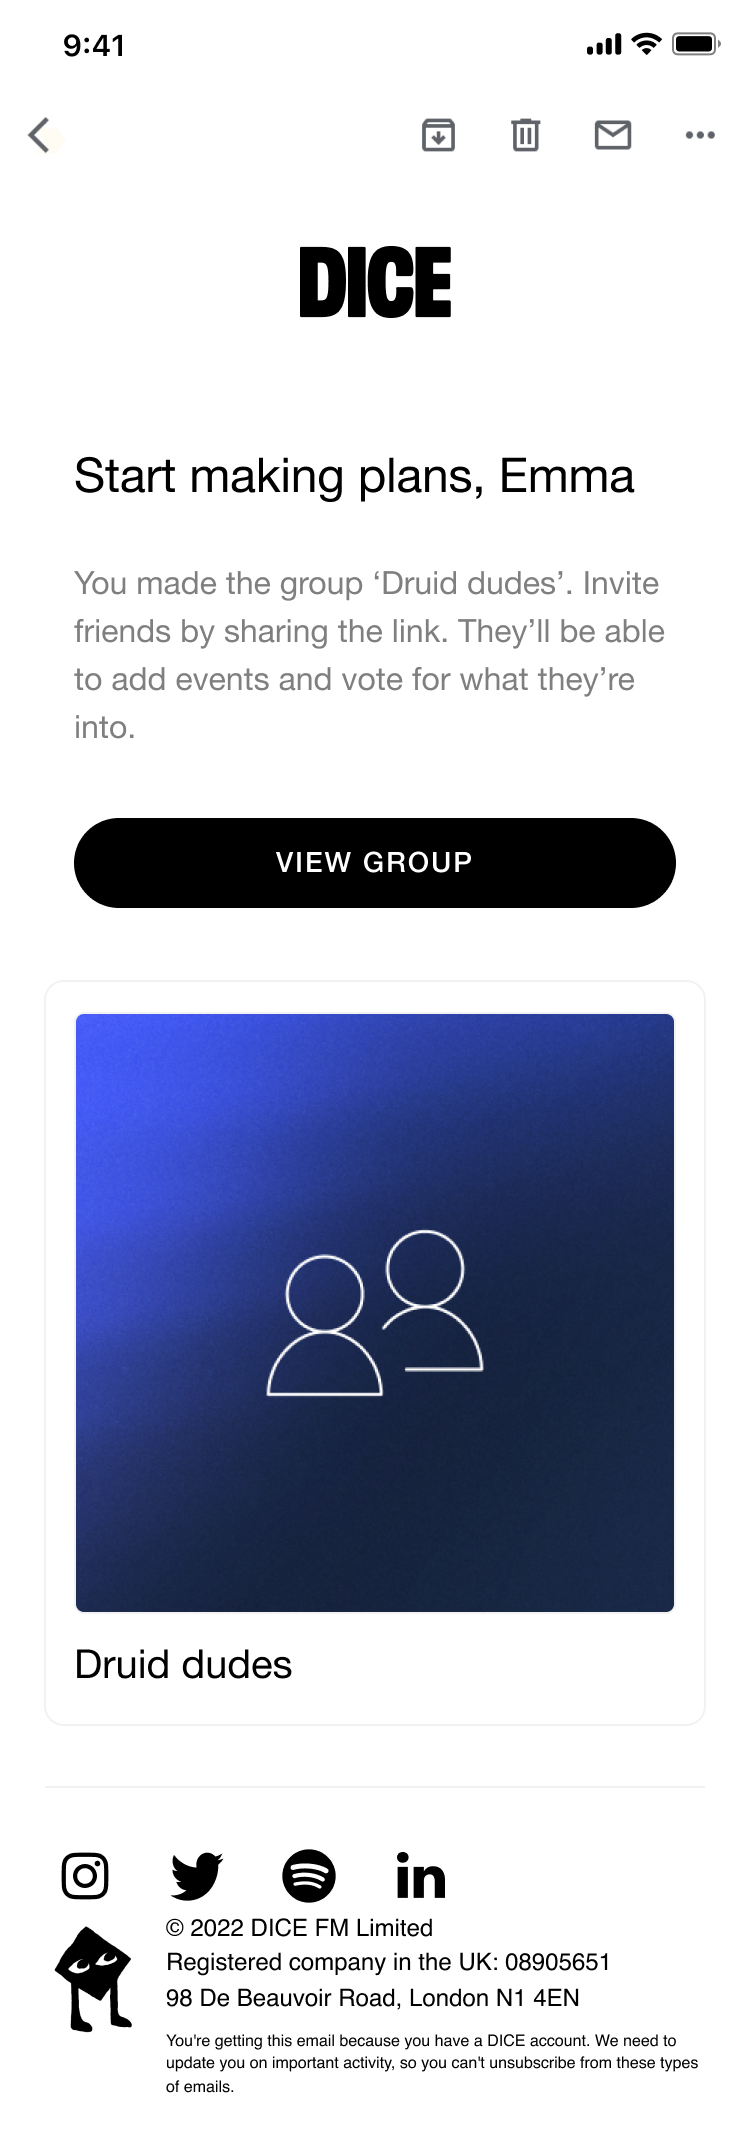 9:41
DICE
Start making plans, Emma
You made the group ‘Druid dudes’. Invite
friends by sharing the link. They’ll be able
to add events and vote for what they’re
into.
VIEW GROUP
Druid dudes
in
© 2022 DICE FM Limited
Registered company in the UK: 08905651
98 De Beauvoir Road, London N1 4EN
You're getting this email because you have a DICE account. We need to
update you on important activity, so you can't unsubscribe from these types
of emails.